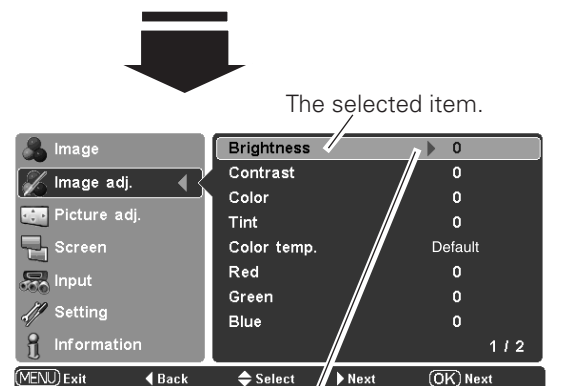 The selected item.
Image
Image adj.
Picture adj.
Screen
Input
Setting
Information
Brightness 0
Contrast 0
Color 0
Tint 0
Color temp. Default
Red 0
Green 0
Blue 0
1 / 2
MENU Exit Back Select Next OK Next